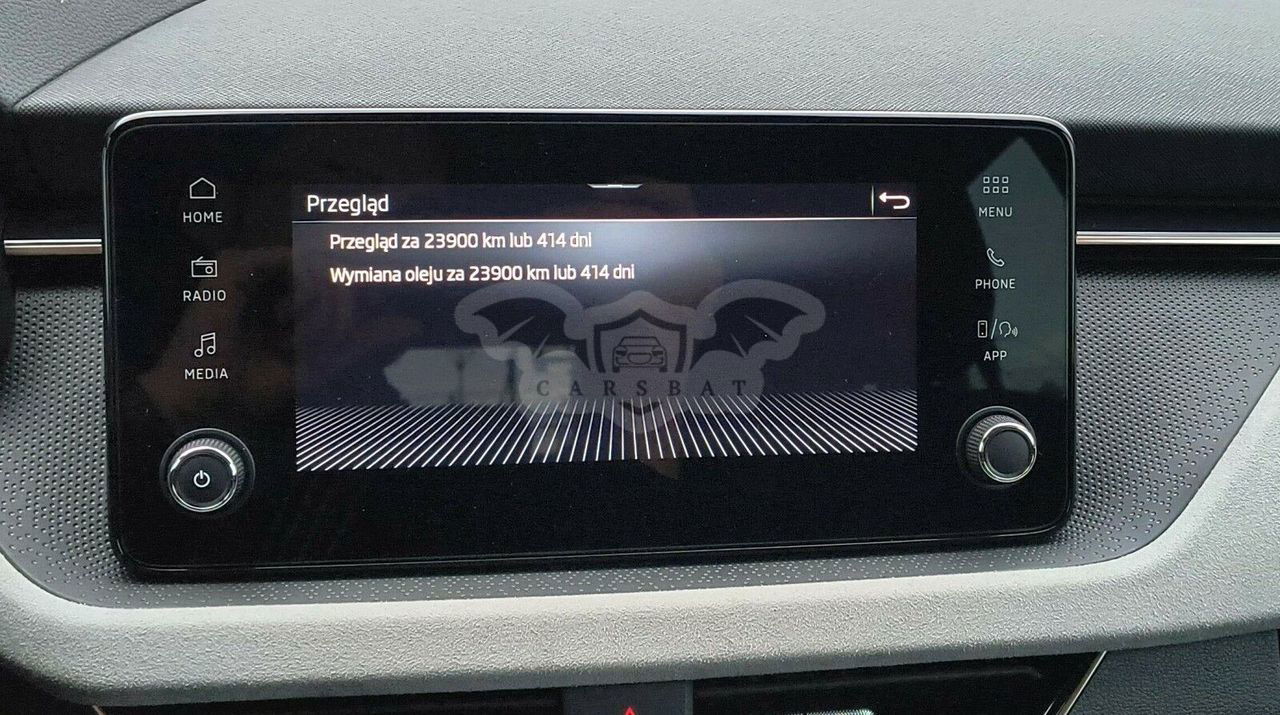 HOME
RADIO
MEDIA
Przegląd
Przegląd za 23900 km lub 414 dni
Wymiana oleju za 23900 km lub 414 dni
CARSBAT
MENU
PHONE
APP